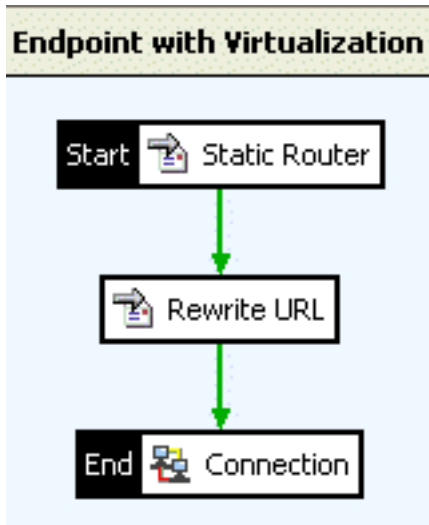 Endpoint with Virtualization
Start Static Router
Rewrite URL
End Connection